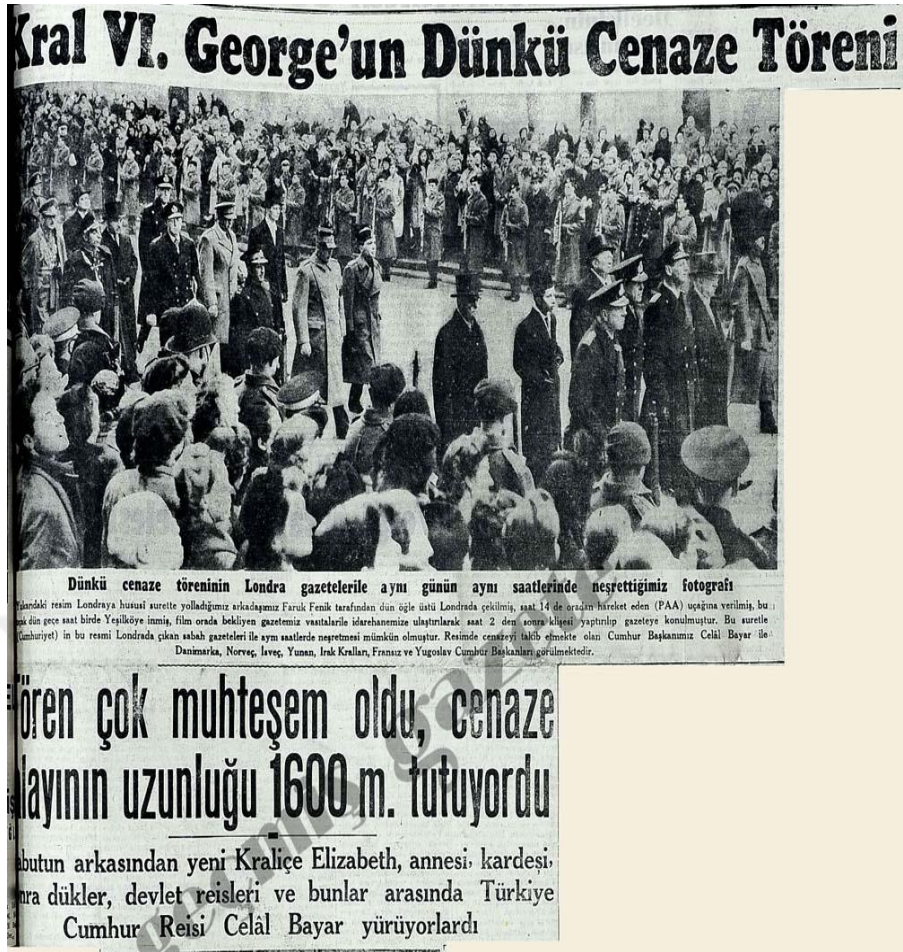 Kral VI. George'un Dünkü Cenaze Töreni
Dünkü cenaze töreninin Londra gazetelerile aynı günün aynı saatlerinde neşrettiğimiz fotoğrafı
Yukarıdaki resim Londraya hususi surette yolladığımız arkadaşımız Faruk Fenik tarafından dün öğle üstü Londrada çekilmiş, saat 14 de oradan hareket eden (PAA) uçağına verilmiş, bu
uçak dün gece saat birde Yeşilköye inmiş, film orada bekliyen gazetemiz vasıtalarile idarehanemize ulaştırılarak saat 2 den sonra klişesi yaptırılıp gazeteye konulmuştur. Bu suretle
(Cumhuriyet) in bu resmi Londrada çıkan sabah gazeteleri ile aynı saatlerde neşretmesi mümkün olmuştur. Resimde cenazeyi takib etmekte olan Cumhur Başkanımız Celâl Bayar ile
Danimarka, Norveç, İsveç, Yunan, Irak Kralları, Fransız ve Yugoslav Cumhur Başkanları görülmektedir.
Tören çok muhteşem oldu, cenaze
alayının uzunluğu 1600 m. tutuyordu
abutun arkasından yeni Kraliçe Elizabeth, annesi, kardeşi,
onra dükler, devlet reisleri ve bunlar arasında Türkiye
Cumhur Reisi Celâl Bayar yürüyorlardı
geçmiş gazete